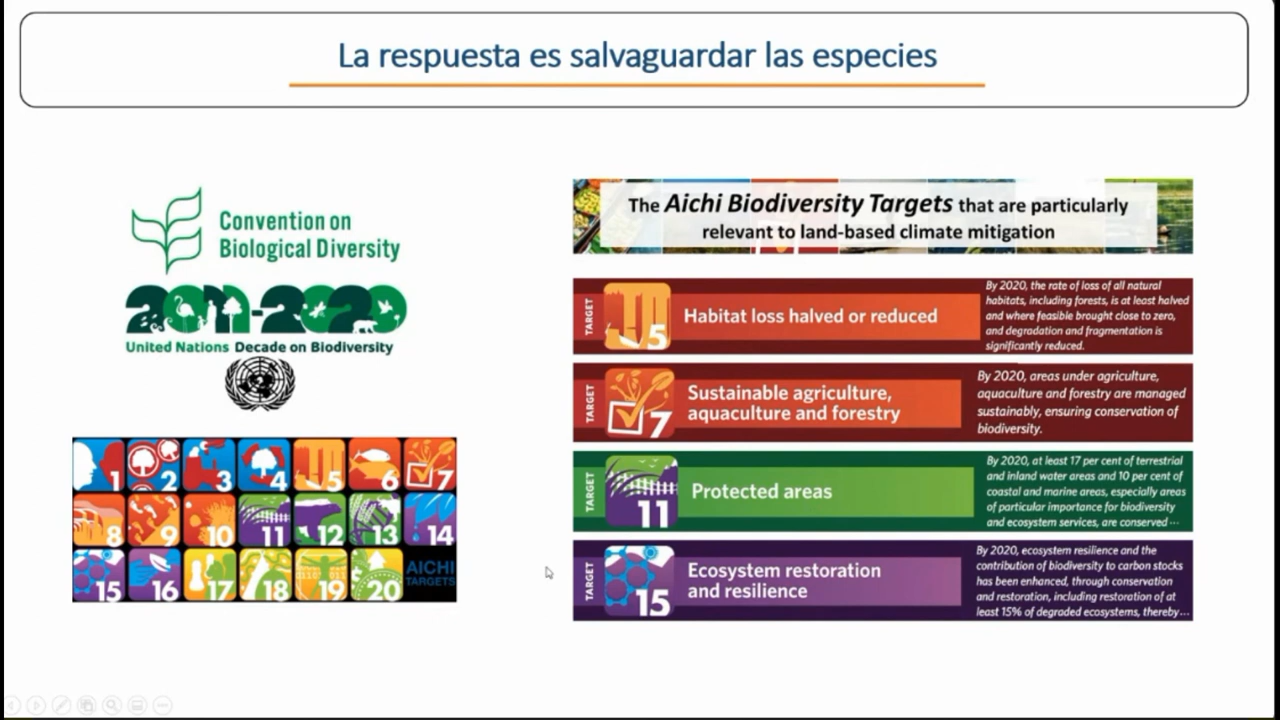 La respuesta es salvaguardar las especies
Convention on
Biological Diversity
2011-2020
United Nations Decade on Biodiversity
1 2 3 4 5 6 7
8 9 10 11 12 13 14
15 16 17 18 19 20 AICHI
TARGETS
The Aichi Biodiversity Targets that are particularly
relevant to land-based climate mitigation
TARGET
5
Habitat loss halved or reduced
By 2020, the rate of loss of all natural
habitats, including forests, is at least halved
and where feasible brought close to zero,
and degradation and fragmentation is
significantly reduced.
TARGET
7
Sustainable agriculture,
aquaculture and forestry
By 2020, areas under agriculture,
aquaculture and forestry are managed
sustainably, ensuring conservation of
biodiversity.
TARGET
11
Protected areas
By 2020, at least 17 per cent of terrestrial
and inland water areas and 10 per cent of
coastal and marine areas, especially areas
of particular importance for biodiversity
and ecosystem services, are conserved ...
TARGET
15
Ecosystem restoration
and resilience
By 2020, ecosystem resilience and the
contribution of biodiversity to carbon stocks
has been enhanced, through conservation
and restoration, including restoration of at
least 15% of degraded ecosystems, thereby...